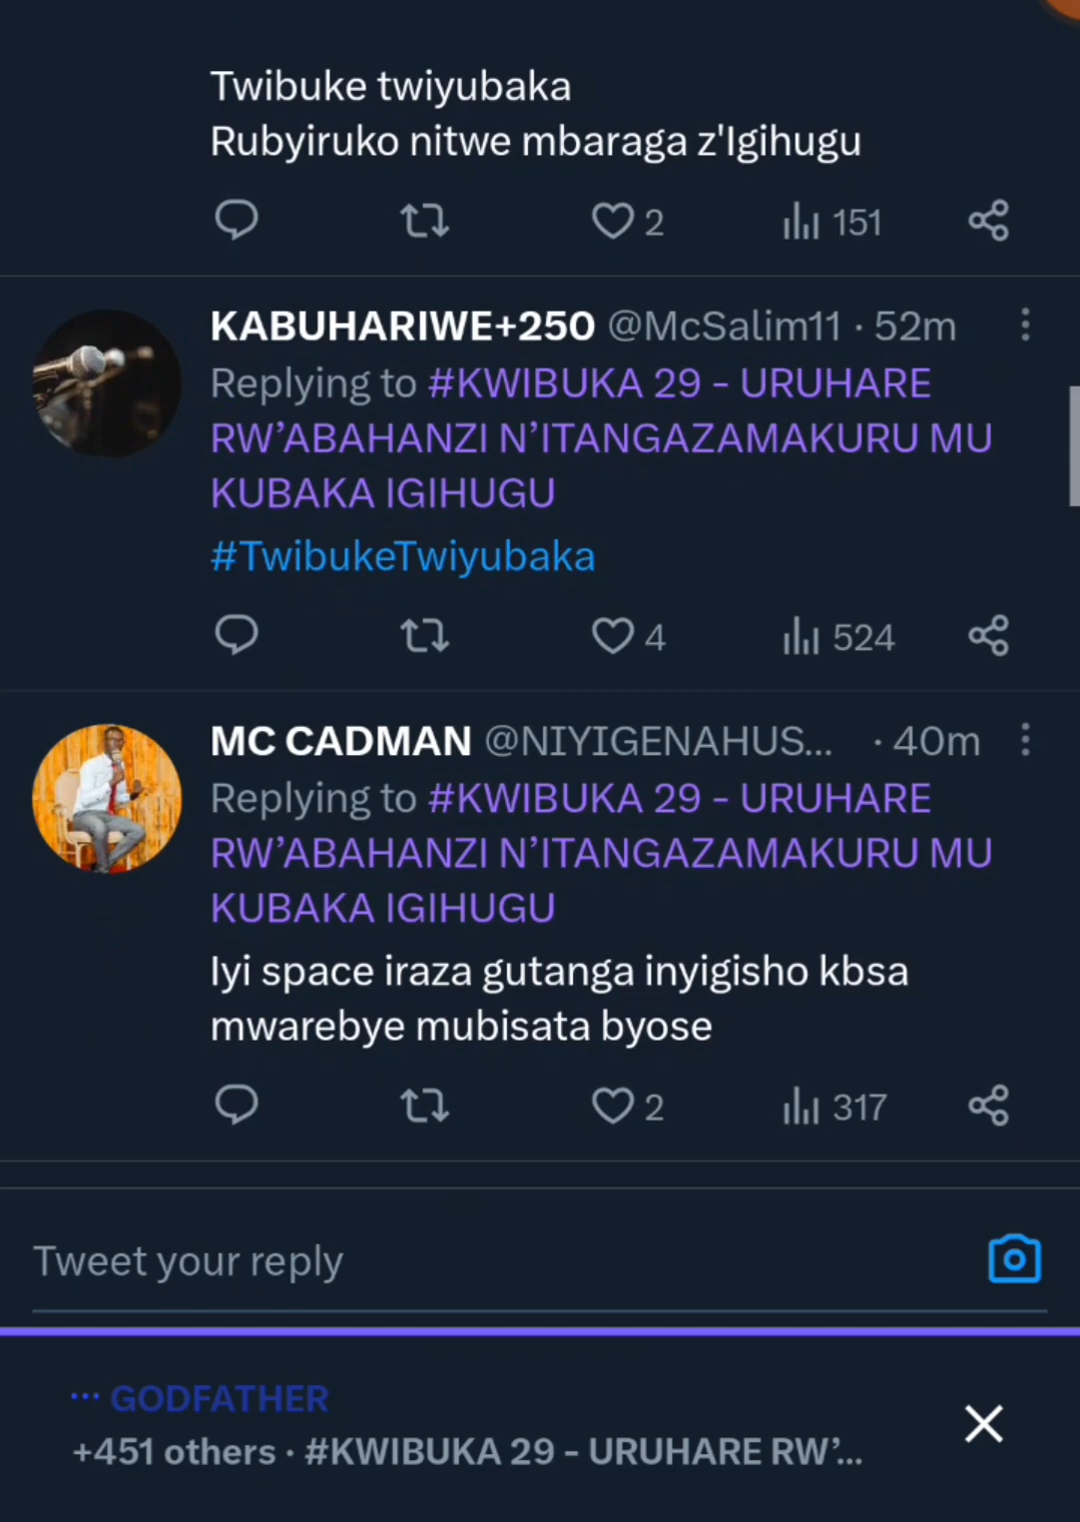 Twibuke twiyubaka
Rubyiruko nitwe mbaraga z'Igihugu
2 151
KABUHARIWE+250 @McSalim11 · 52m
Replying to #KWIBUKA 29 - URUHARE
RW’ABAHANZI N’ITANGAZAMAKURU MU
KUBAKA IGIHUGU
#TwibukeTwiyubaka
4 524
MC CADMAN @NIYIGENAHUS... · 40m
Replying to #KWIBUKA 29 - URUHARE
RW’ABAHANZI N’ITANGAZAMAKURU MU
KUBAKA IGIHUGU
Iyi space iraza gutanga inyigisho kbsa
mwarebye mubisata byose
2 317
Tweet your reply
··· GODFATHER
+451 others · #KWIBUKA 29 - URUHARE RW’...